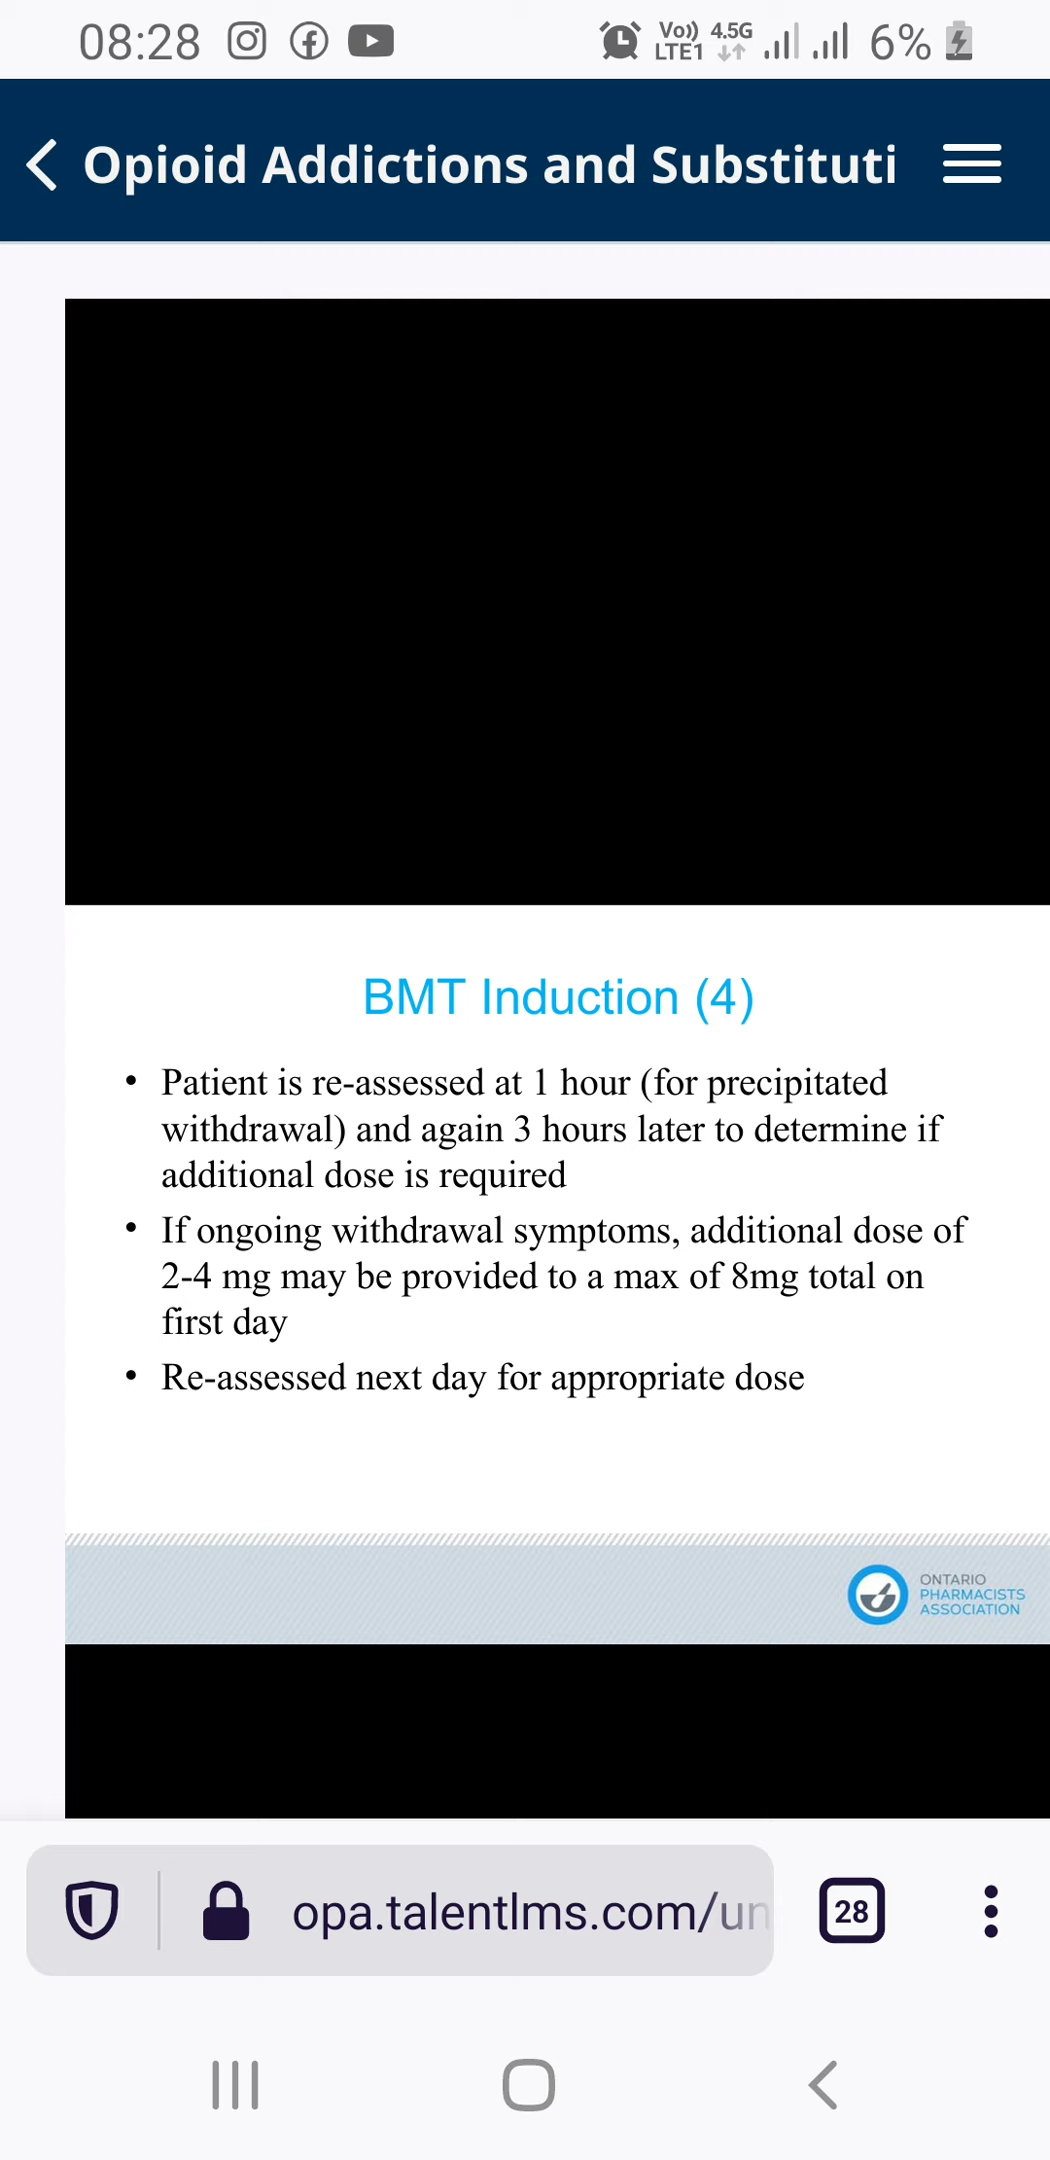 08:28 Vo)) LTE1 4.5G 6%
Opioid Addictions and Substituti
BMT Induction (4)
• Patient is re-assessed at 1 hour (for precipitated
withdrawal) and again 3 hours later to determine if
additional dose is required
• If ongoing withdrawal symptoms, additional dose of
2-4 mg may be provided to a max of 8mg total on
first day
• Re-assessed next day for appropriate dose
ONTARIO
PHARMACISTS
ASSOCIATION
opa.talentlms.com/un 28